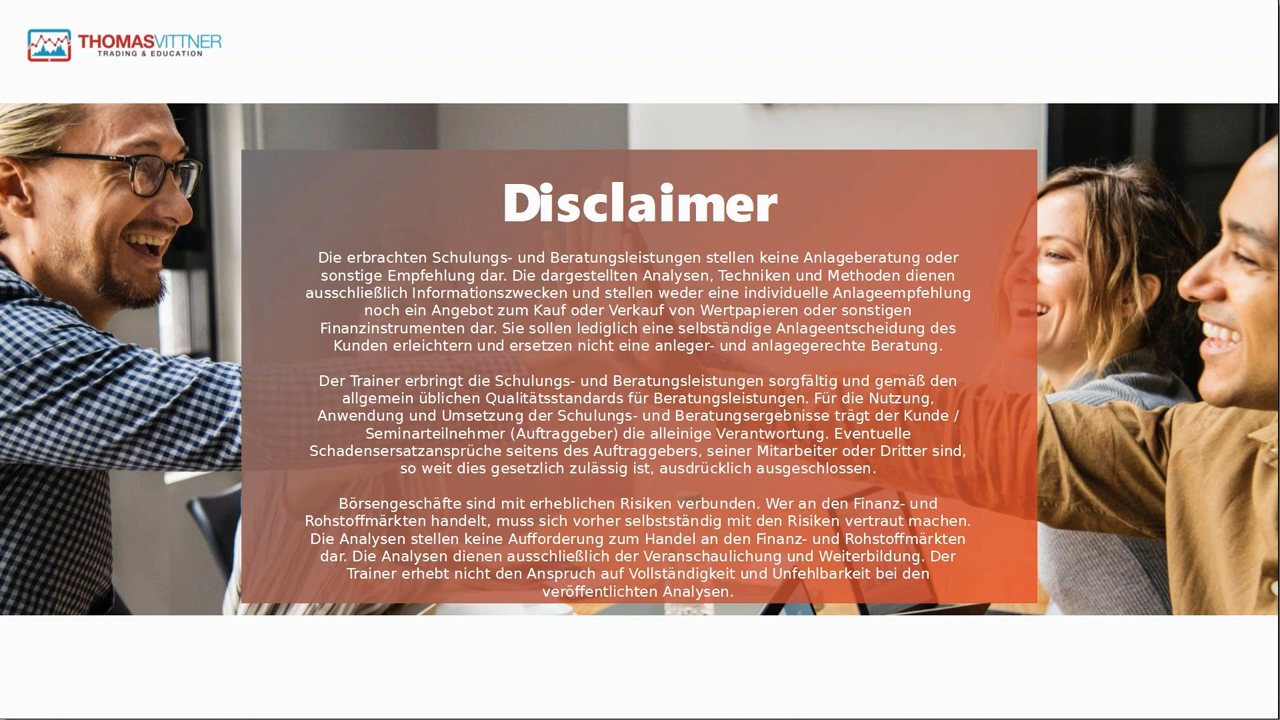 THOMASVITTNER
TRADING & EDUCATION
Disclaimer
Die erbrachten Schulungs- und Beratungsleistungen stellen keine Anlageberatung oder
sonstige Empfehlung dar. Die dargestellten Analysen, Techniken und Methoden dienen
ausschließlich Informationszwecken und stellen weder eine individuelle Anlageempfehlung
noch ein Angebot zum Kauf oder Verkauf von Wertpapieren oder sonstigen
Finanzinstrumenten dar. Sie sollen lediglich eine selbständige Anlageentscheidung des
Kunden erleichtern und ersetzen nicht eine anleger- und anlagegerechte Beratung.
Der Trainer erbringt die Schulungs- und Beratungsleistungen sorgfältig und gemäß den
allgemein üblichen Qualitätsstandards für Beratungsleistungen. Für die Nutzung,
Anwendung und Umsetzung der Schulungs- und Beratungsergebnisse trägt der Kunde /
Seminarteilnehmer (Auftraggeber) die alleinige Verantwortung. Eventuelle
Schadensersatzansprüche seitens des Auftraggebers, seiner Mitarbeiter oder Dritter sind,
so weit dies gesetzlich zulässig ist, ausdrücklich ausgeschlossen.
Börsengeschäfte sind mit erheblichen Risiken verbunden. Wer an den Finanz- und
Rohstoffmärkten handelt, muss sich vorher selbstständig mit den Risiken vertraut machen.
Die Analysen stellen keine Aufforderung zum Handel an den Finanz- und Rohstoffmärkten
dar. Die Analysen dienen ausschließlich der Veranschaulichung und Weiterbildung. Der
Trainer erhebt nicht den Anspruch auf Vollständigkeit und Unfehlbarkeit bei den
veröffentlichten Analysen.